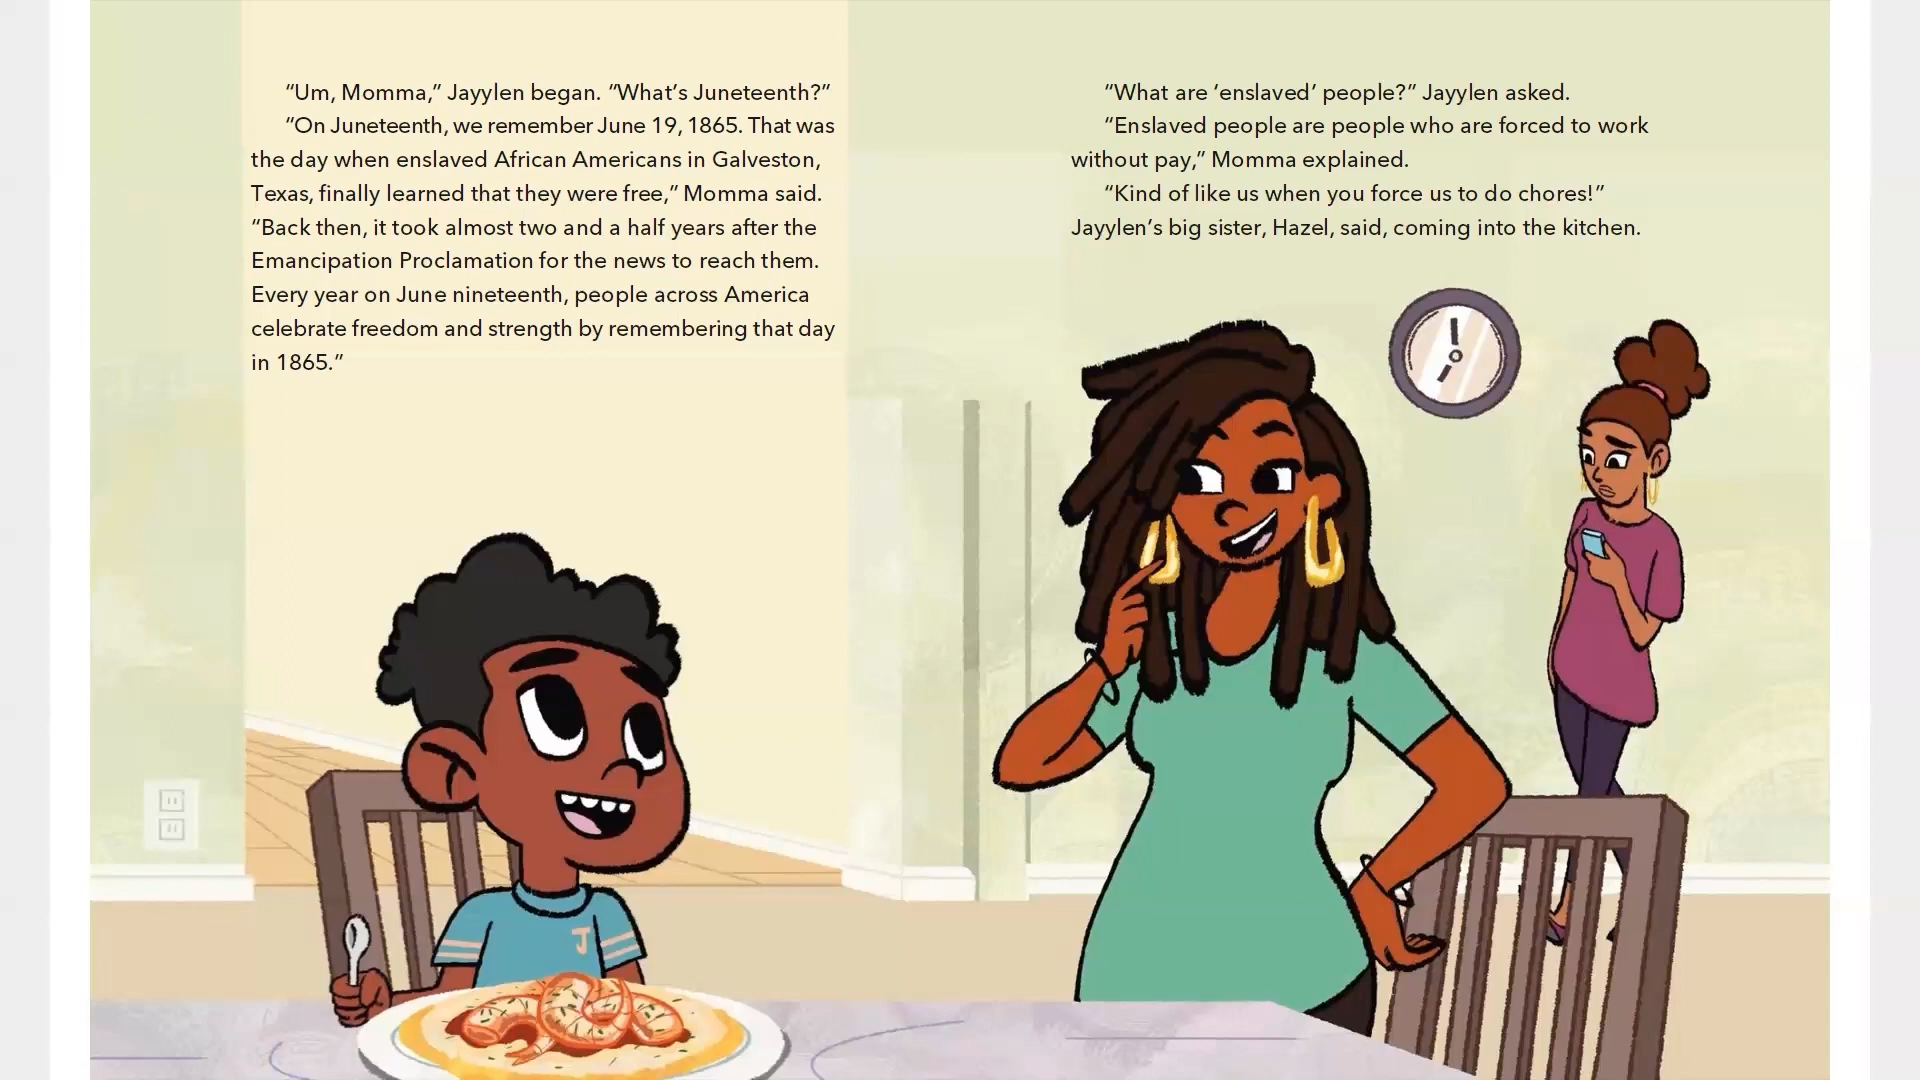 “Um, Momma,” Jayylen began. “What’s Juneteenth?”
“On Juneteenth, we remember June 19, 1865. That was
the day when enslaved African Americans in Galveston,
Texas, finally learned that they were free,” Momma said.
“Back then, it took almost two and a half years after the
Emancipation Proclamation for the news to reach them.
Every year on June nineteenth, people across America
celebrate freedom and strength by remembering that day
in 1865.”
“What are ‘enslaved’ people?” Jayylen asked.
“Enslaved people are people who are forced to work
without pay,” Momma explained.
“Kind of like us when you force us to do chores!”
Jayylen’s big sister, Hazel, said, coming into the kitchen.
J